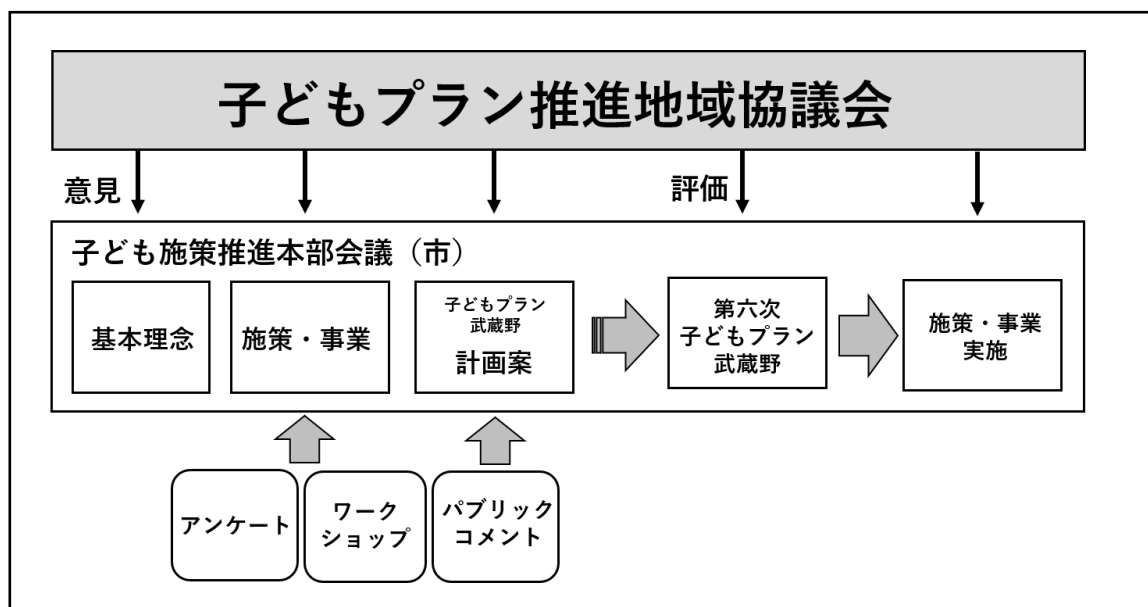 子どもプラン推進地域協議会
意見
評価
子ども施策推進本部会議（市）
基本理念
施策・事業
子どもプラン
武蔵野
計画案
第六次
子どもプラン
武蔵野
施策・事業
実施
アンケート
ワーク
ショップ
パブリック
コメント